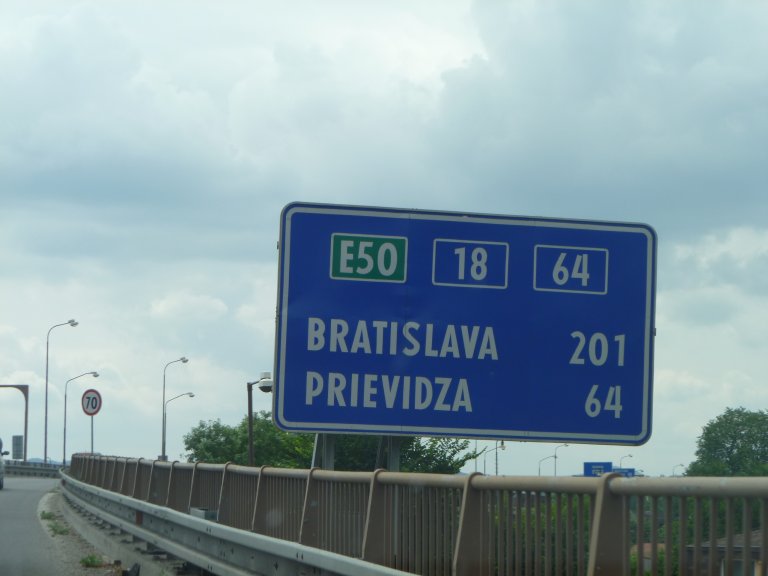 E50 18 64
BRATISLAVA 201
PRIEVIDZA 64
70